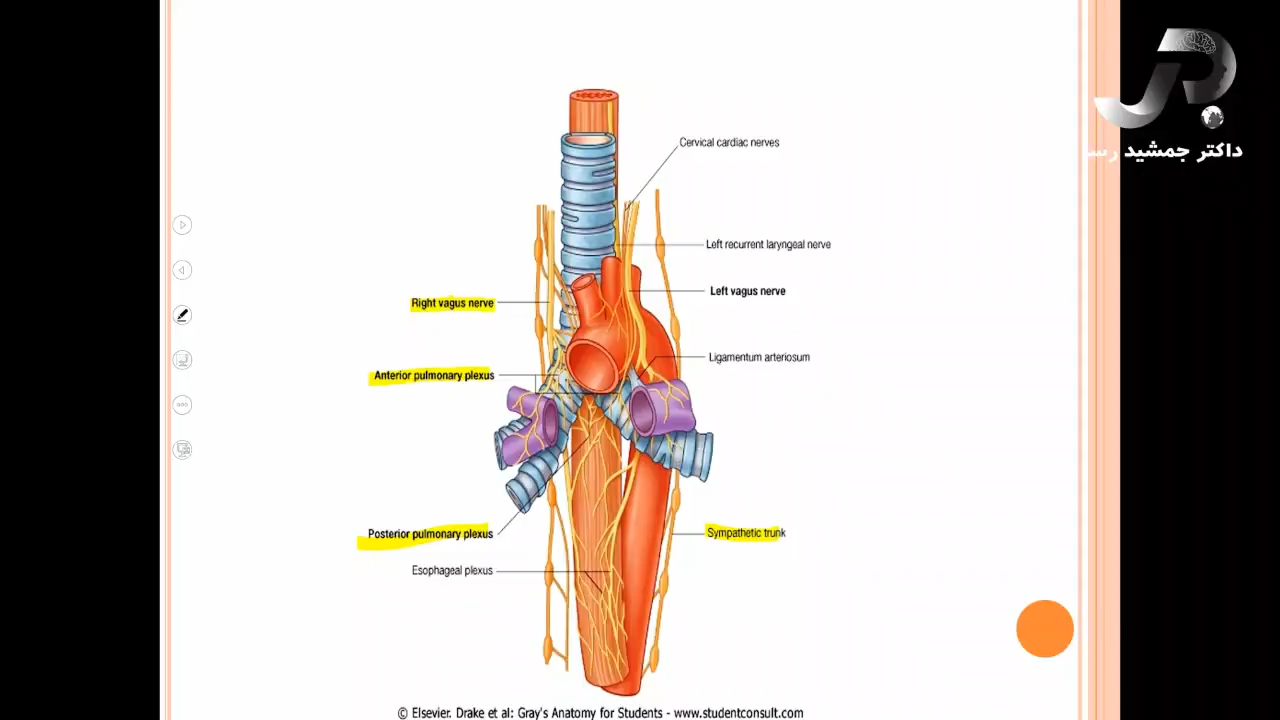 Cervical cardiac nerves
داکتر جمشید
Left recurrent laryngeal nerve
Left vagus nerve
Right vagus nerve
Ligamentum arteriosum
Anterior pulmonary plexus
Posterior pulmonary plexus
Sympathetic trunk
Esophageal plexus
© Elsevier. Drake et al: Gray's Anatomy for Students - www.studentconsult.com